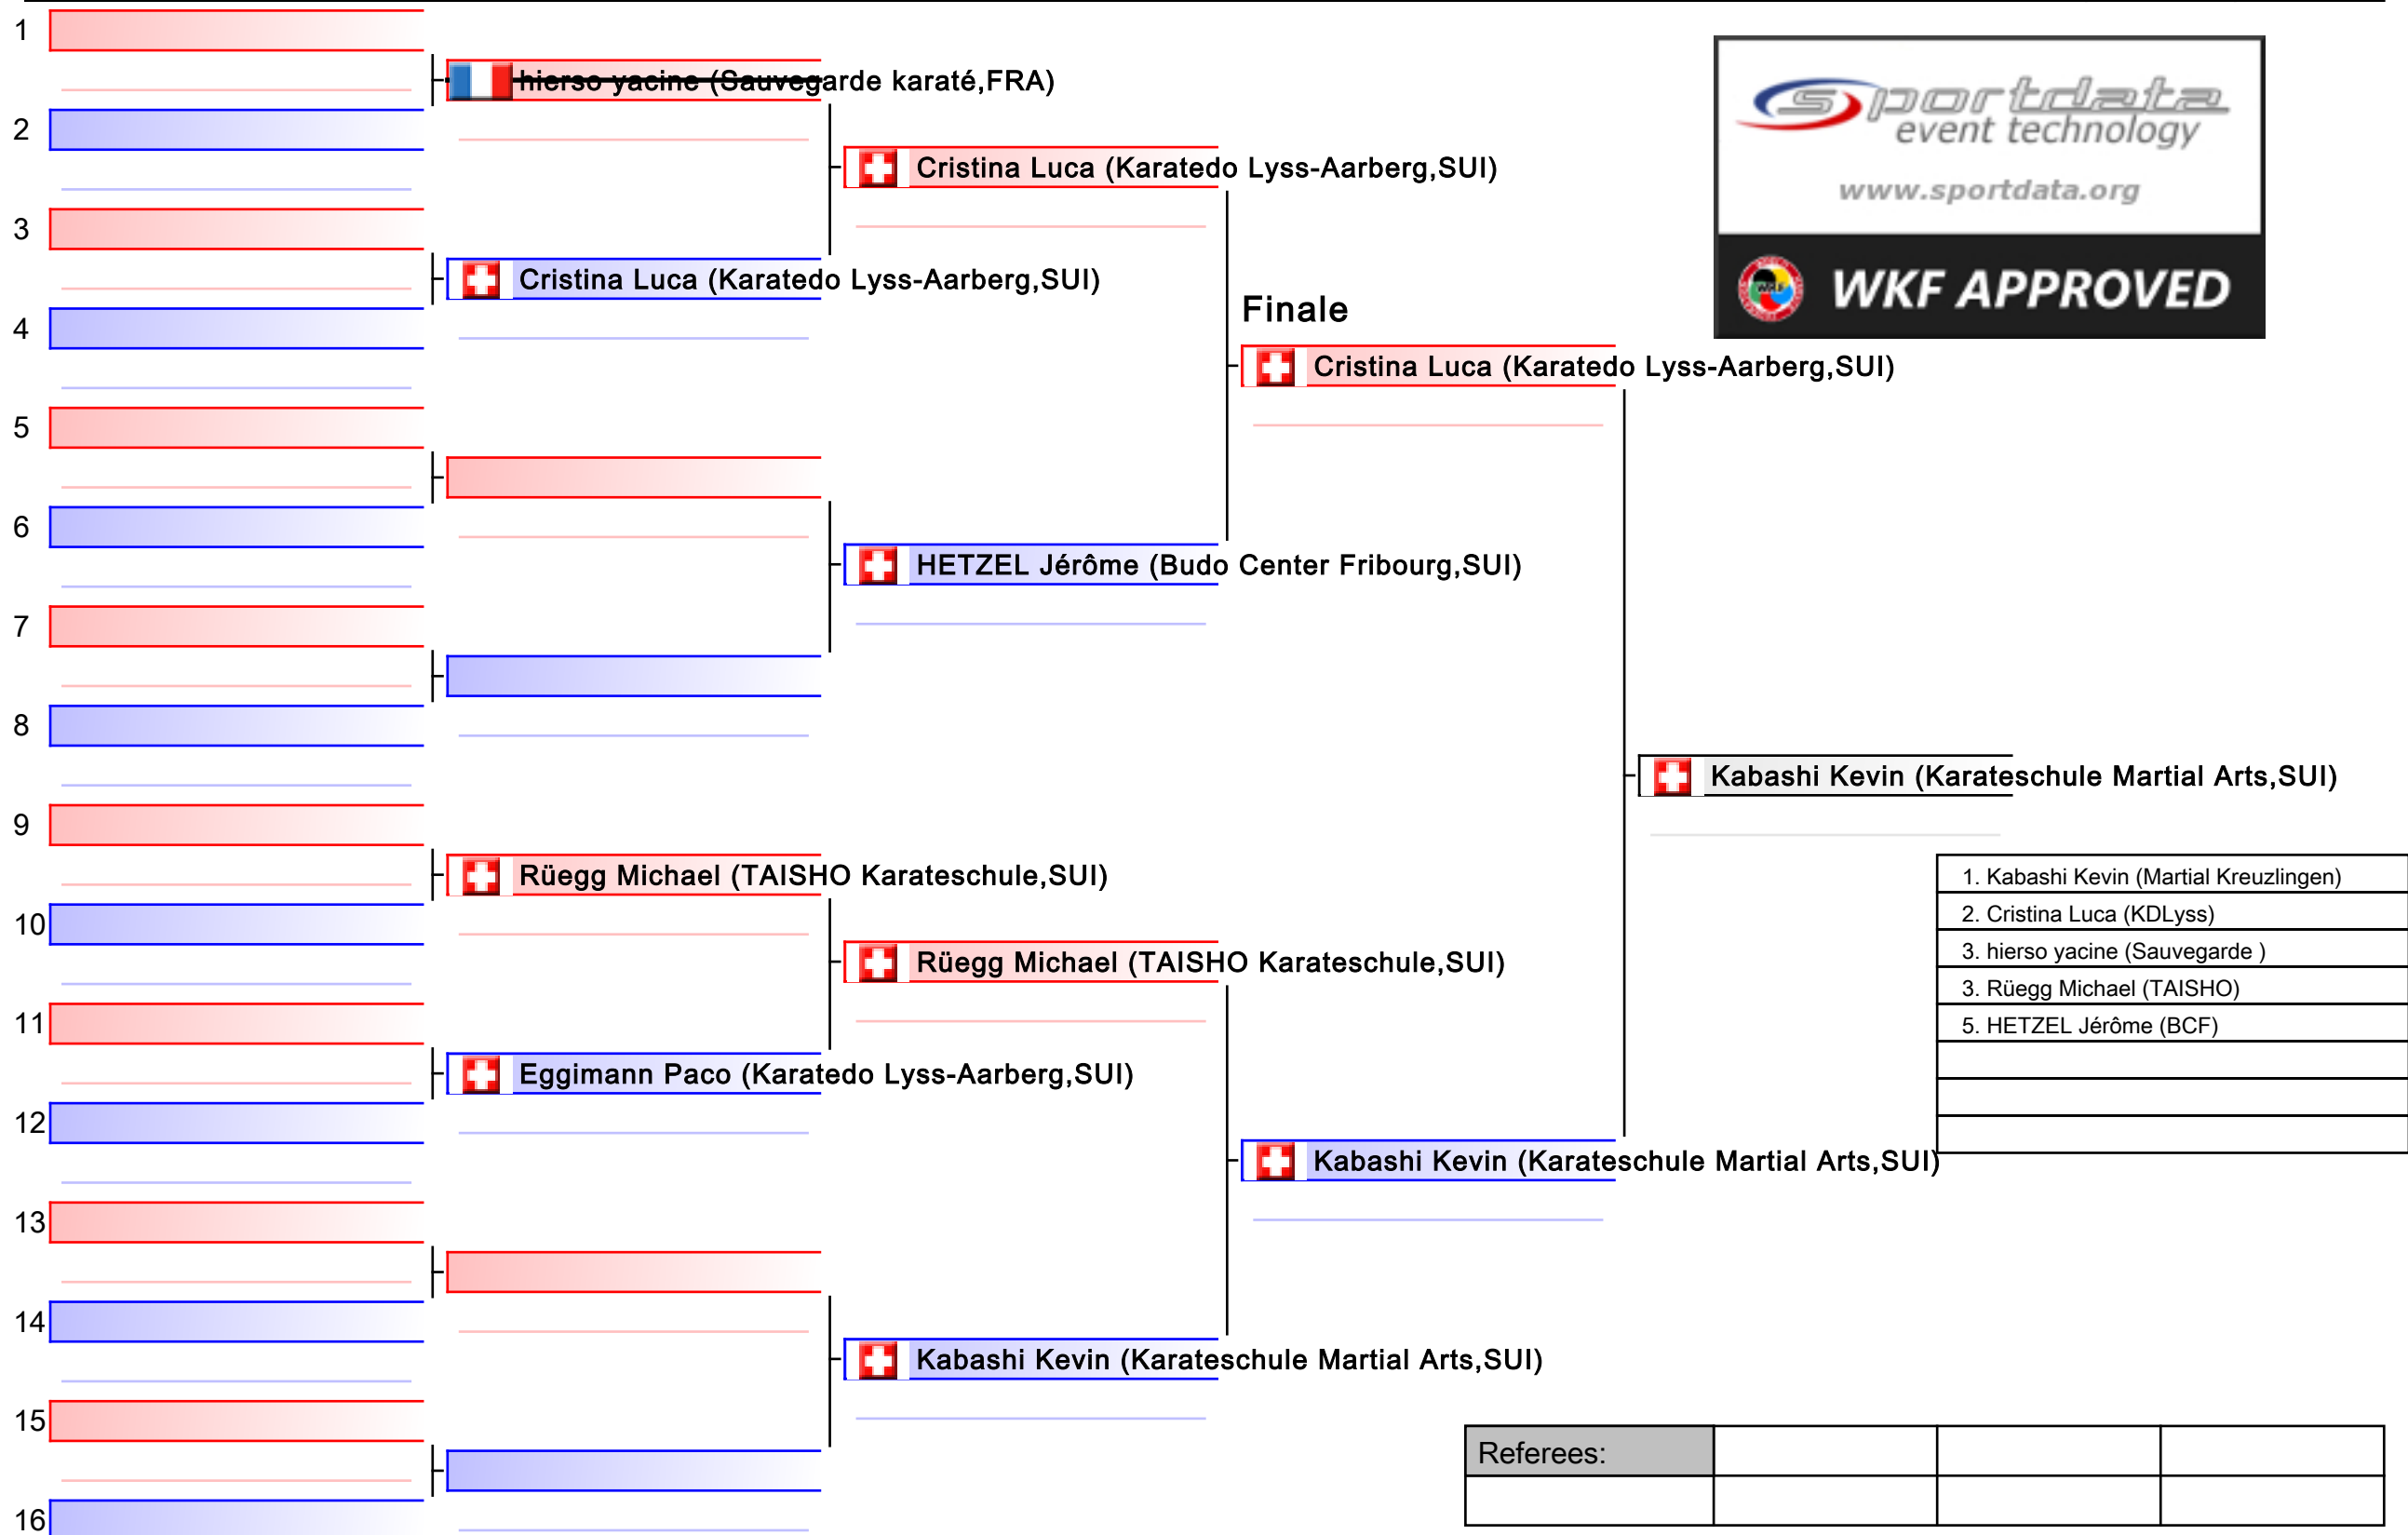 1
hierso yacine (Sauvegarde karaté,FRA)
2
Cristina Luca (Karatedo Lyss-Aarberg,SUI)
3
Cristina Luca (Karatedo Lyss-Aarberg,SUI)
4
Finale
Cristina Luca (Karatedo Lyss-Aarberg,SUI)
5
6
HETZEL Jérôme (Budo Center Fribourg,SUI)
7
8
Kabashi Kevin (Karateschule Martial Arts,SUI)
9
Rüegg Michael (TAISHO Karateschule,SUI)
10
Rüegg Michael (TAISHO Karateschule,SUI)
11
Eggimann Paco (Karatedo Lyss-Aarberg,SUI)
12
Kabashi Kevin (Karateschule Martial Arts,SUI)
13
14
Kabashi Kevin (Karateschule Martial Arts,SUI)
15
16
sportdata
event technology
www.sportdata.org
WKF
WKF APPROVED
1. Kabashi Kevin (Martial Kreuzlingen)
2. Cristina Luca (KDLyss)
3. hierso yacine (Sauvegarde )
3. Rüegg Michael (TAISHO)
5. HETZEL Jérôme (BCF)
Referees: